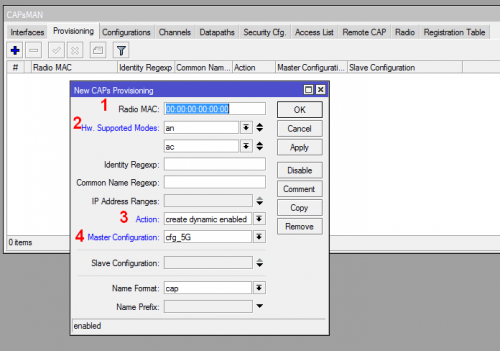 CAPsMAN
Interfaces Provisioning Configurations Channels Datapaths Security Cfg. Access List Remote CAP Radio Registration Table
# Radio MAC Identity Regexp Common Nam... Action Master Configurati... Slave Configuration
New CAPs Provisioning
1 Radio MAC: 00:00:00:00:00:00 OK
2 Hw. Supported Modes: an Cancel
ac Apply
Identity Regexp:
Disable
Common Name Regexp:
Comment
IP Address Ranges:
Copy
3 Action: create dynamic enabled
Remove
4 Master Configuration: cfg_5G
0 items
Slave Configuration:
Name Format: cap
Name Prefix:
enabled